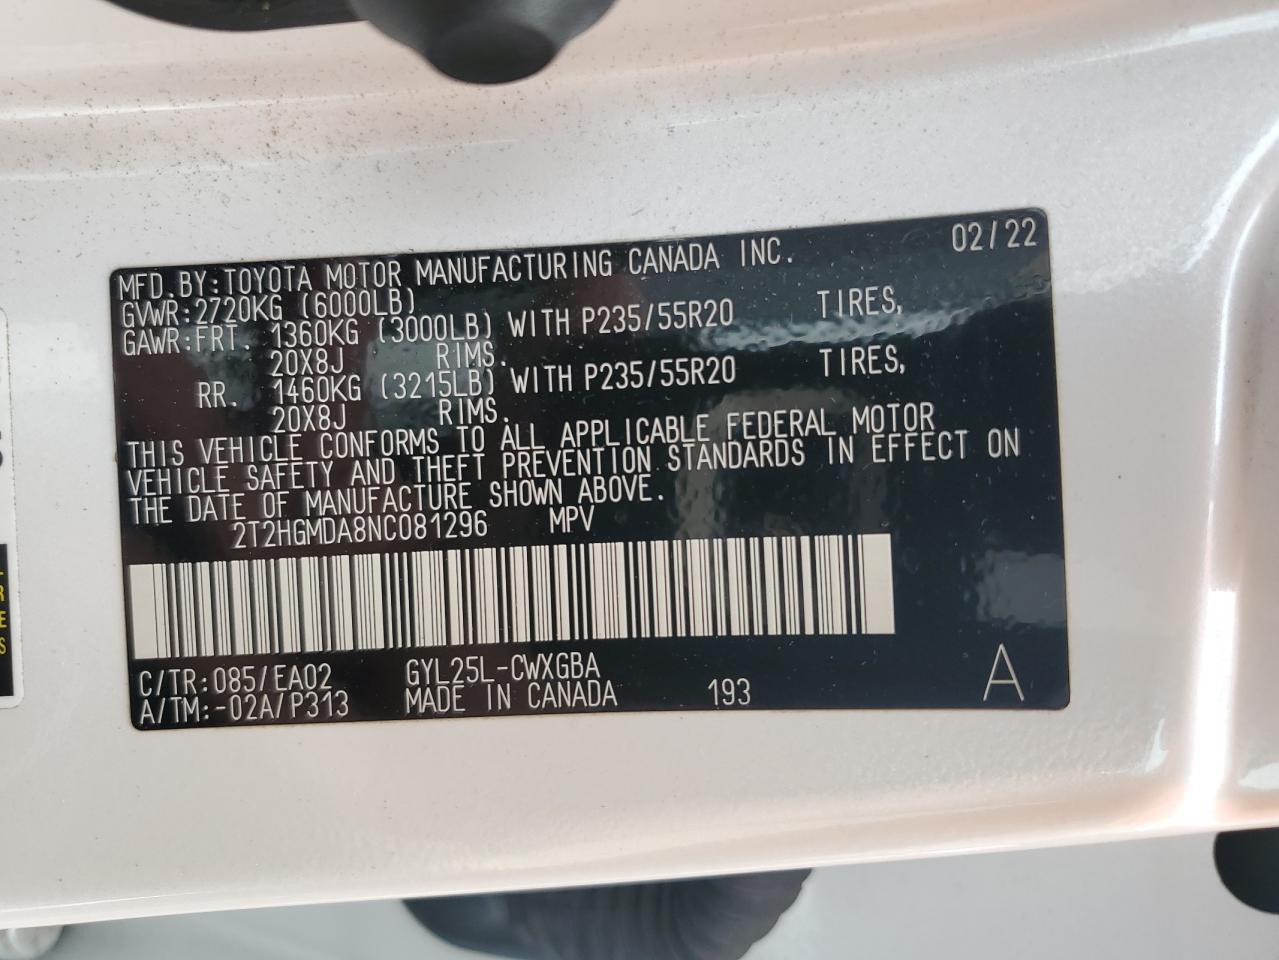 MFD. BY:TOYOTA MOTOR MANUFACTURING CANADA INC. 02/22
GVWR:2720KG (6000LB)
GAWR:FRT. 1360KG (3000LB) WITH P235/55R20 TIRES,
20X8J RIMS.
RR. 1460KG (3215LB) WITH P235/55R20 TIRES,
20X8J RIMS.
THIS VEHICLE CONFORMS TO ALL APPLICABLE FEDERAL MOTOR
VEHICLE SAFETY AND THEFT PREVENTION STANDARDS IN EFFECT ON
THE DATE OF MANUFACTURE SHOWN ABOVE.
2T2HGMDA8NC081296 MPV
C/TR:085/EA02 GYL25L-CWXGBA
A/TM:-02A/P313 MADE IN CANADA 193 A